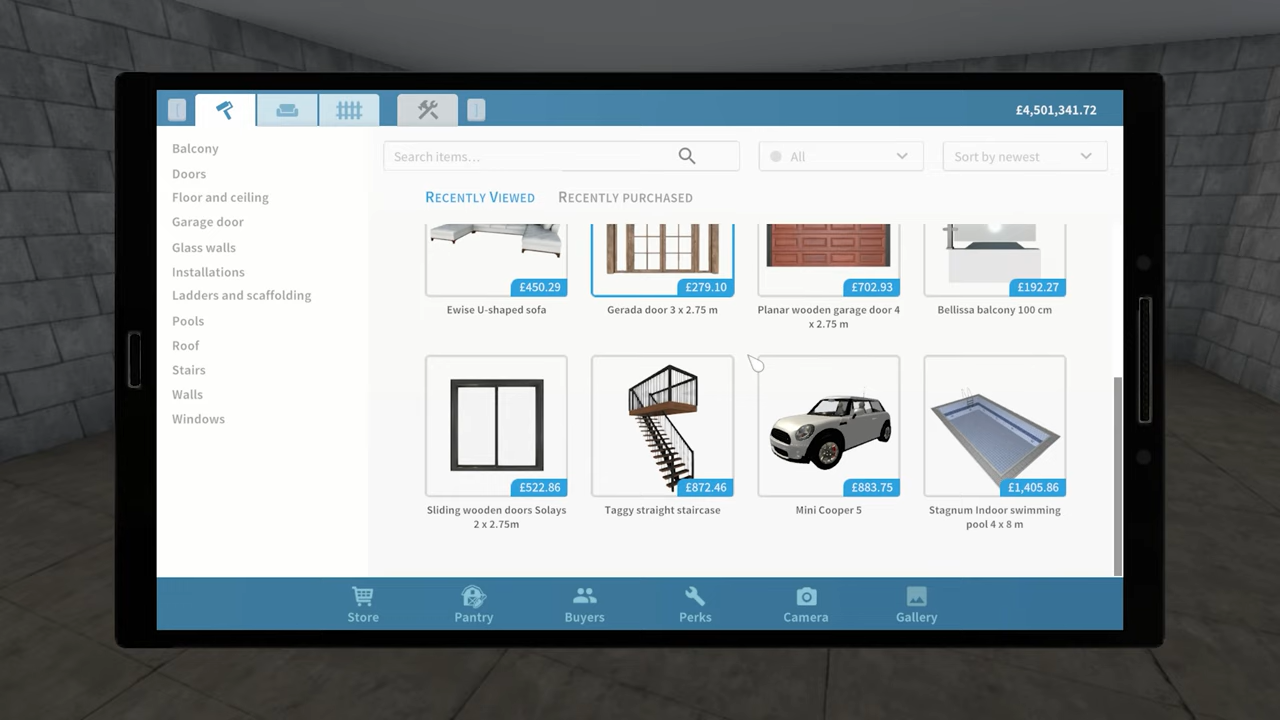 £4,501,341.72
Balcony
Doors
Floor and ceiling
Garage door
Glass walls
Installations
Ladders and scaffolding
Pools
Roof
Stairs
Walls
Windows
Search items...
All
Sort by newest
RECENTLY VIEWED
RECENTLY PURCHASED
£450.29
£279.10
£702.93
£192.27
Ewise U-shaped sofa
Gerada door 3 x 2.75 m
Planar wooden garage door 4
x 2.75 m
Bellissa balcony 100 cm
£522.86
£872.46
£883.75
£1,405.86
Sliding wooden doors Solays
2 x 2.75m
Taggy straight staircase
Mini Cooper 5
Stagnum Indoor swimming
pool 4 x 8 m
Store
Pantry
Buyers
Perks
Camera
Gallery